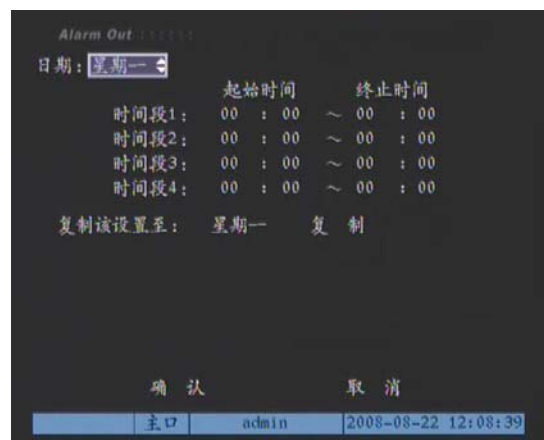 Alarm Out
日期：星期一
起始时间 终止时间
时间段1： 00 : 00 ～ 00 : 00
时间段2： 00 : 00 ～ 00 : 00
时间段3： 00 : 00 ～ 00 : 00
时间段4： 00 : 00 ～ 00 : 00
复制该设置至： 星期一 复 制
确 认 取 消
主口 admin 2008-08-22 12:08:39